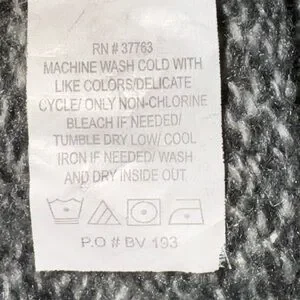 RN # 37763
MACHINE WASH COLD WITH
LIKE COLORS/DELICATE
CYCLE/ ONLY NON-CHLORINE
BLEACH IF NEEDED/
TUMBLE DRY LOW/ COOL
IRON IF NEEDED/ WASH
AND DRY INSIDE OUT
P.O # BV 193